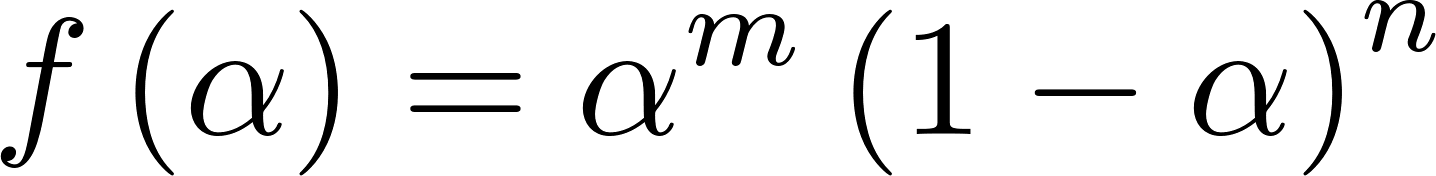 f(α) = α^m (1 − α)^n